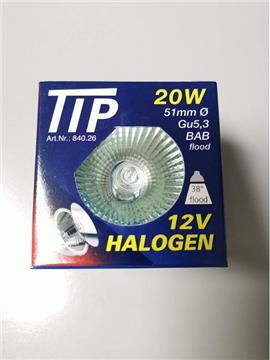 TIP
Art.Nr.: 840.26
20W
51mm Ø
Gu5,3
BAB
flood
38°
flood
12V
HALOGEN